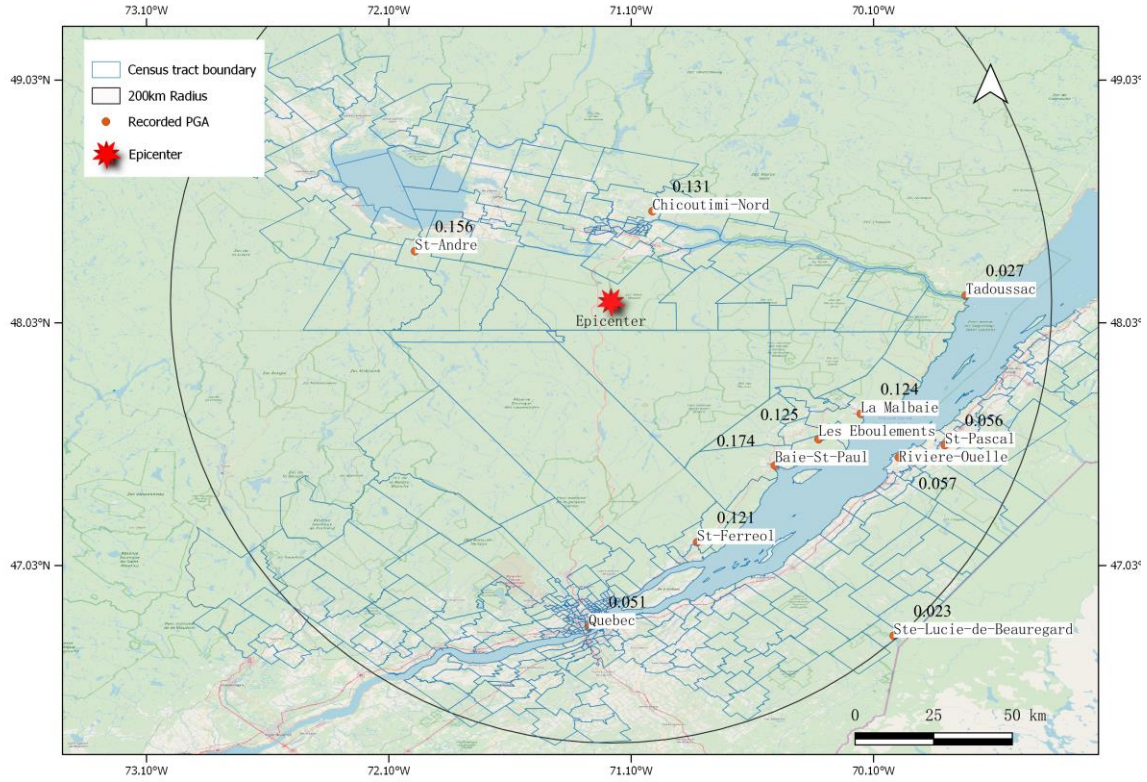 73.10°W 72.10°W 71.10°W 70.10°W
49.03°N 49.03°N
Census tract boundary
200km Radius
Recorded PGA
Epicenter
0.131
Chicoutimi-Nord
0.156
St-Andre
0.027
Tadoussac
Epicenter
48.03°N 48.03°N
0.124
La Malbaie
0.125
Les Eboulements
0.056
St-Pascal
0.174
Baie-St-Paul
Riviere-Ouelle
0.057
0.121
St-Ferreol
47.03°N 47.03°N
0.051
Quebec
0.023
Ste-Lucie-de-Beauregard
0 25 50 km
73.10°W 72.10°W 71.10°W 70.10°W